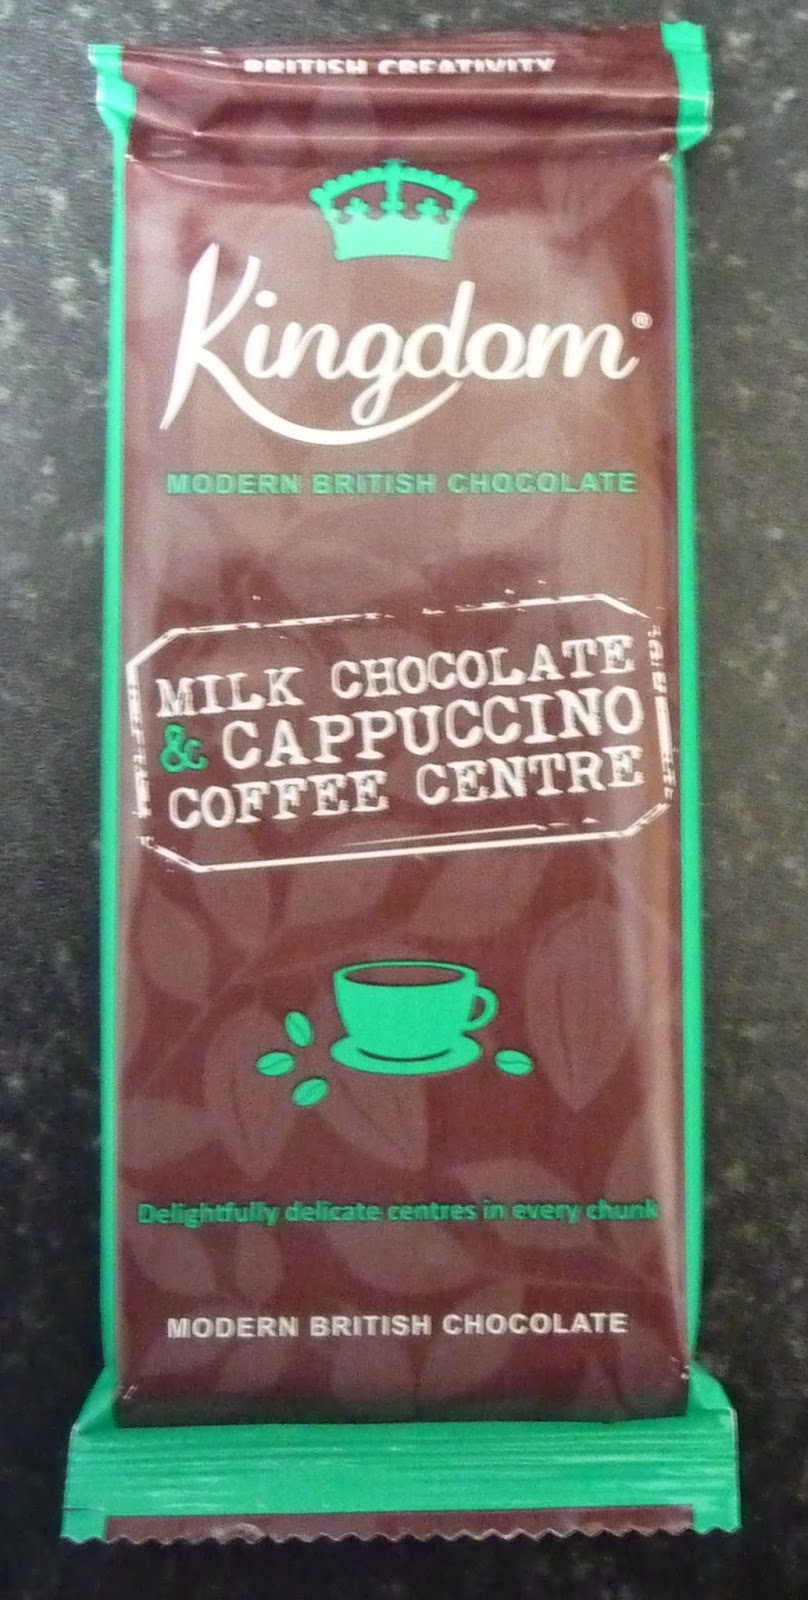 BRITISH CREATIVITY
Kingdom®
MODERN BRITISH CHOCOLATE
MILK CHOCOLATE
& CAPPUCCINO
COFFEE CENTRE
Delightfully delicate centres in every chunk
MODERN BRITISH CHOCOLATE